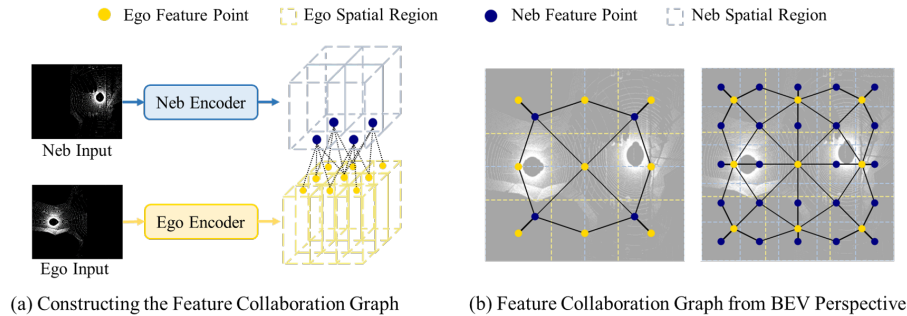 Ego Feature Point
Ego Spatial Region
Neb Feature Point
Neb Spatial Region
Neb Encoder
Neb Input
Ego Encoder
Ego Input
(a) Constructing the Feature Collaboration Graph
(b) Feature Collaboration Graph from BEV Perspective